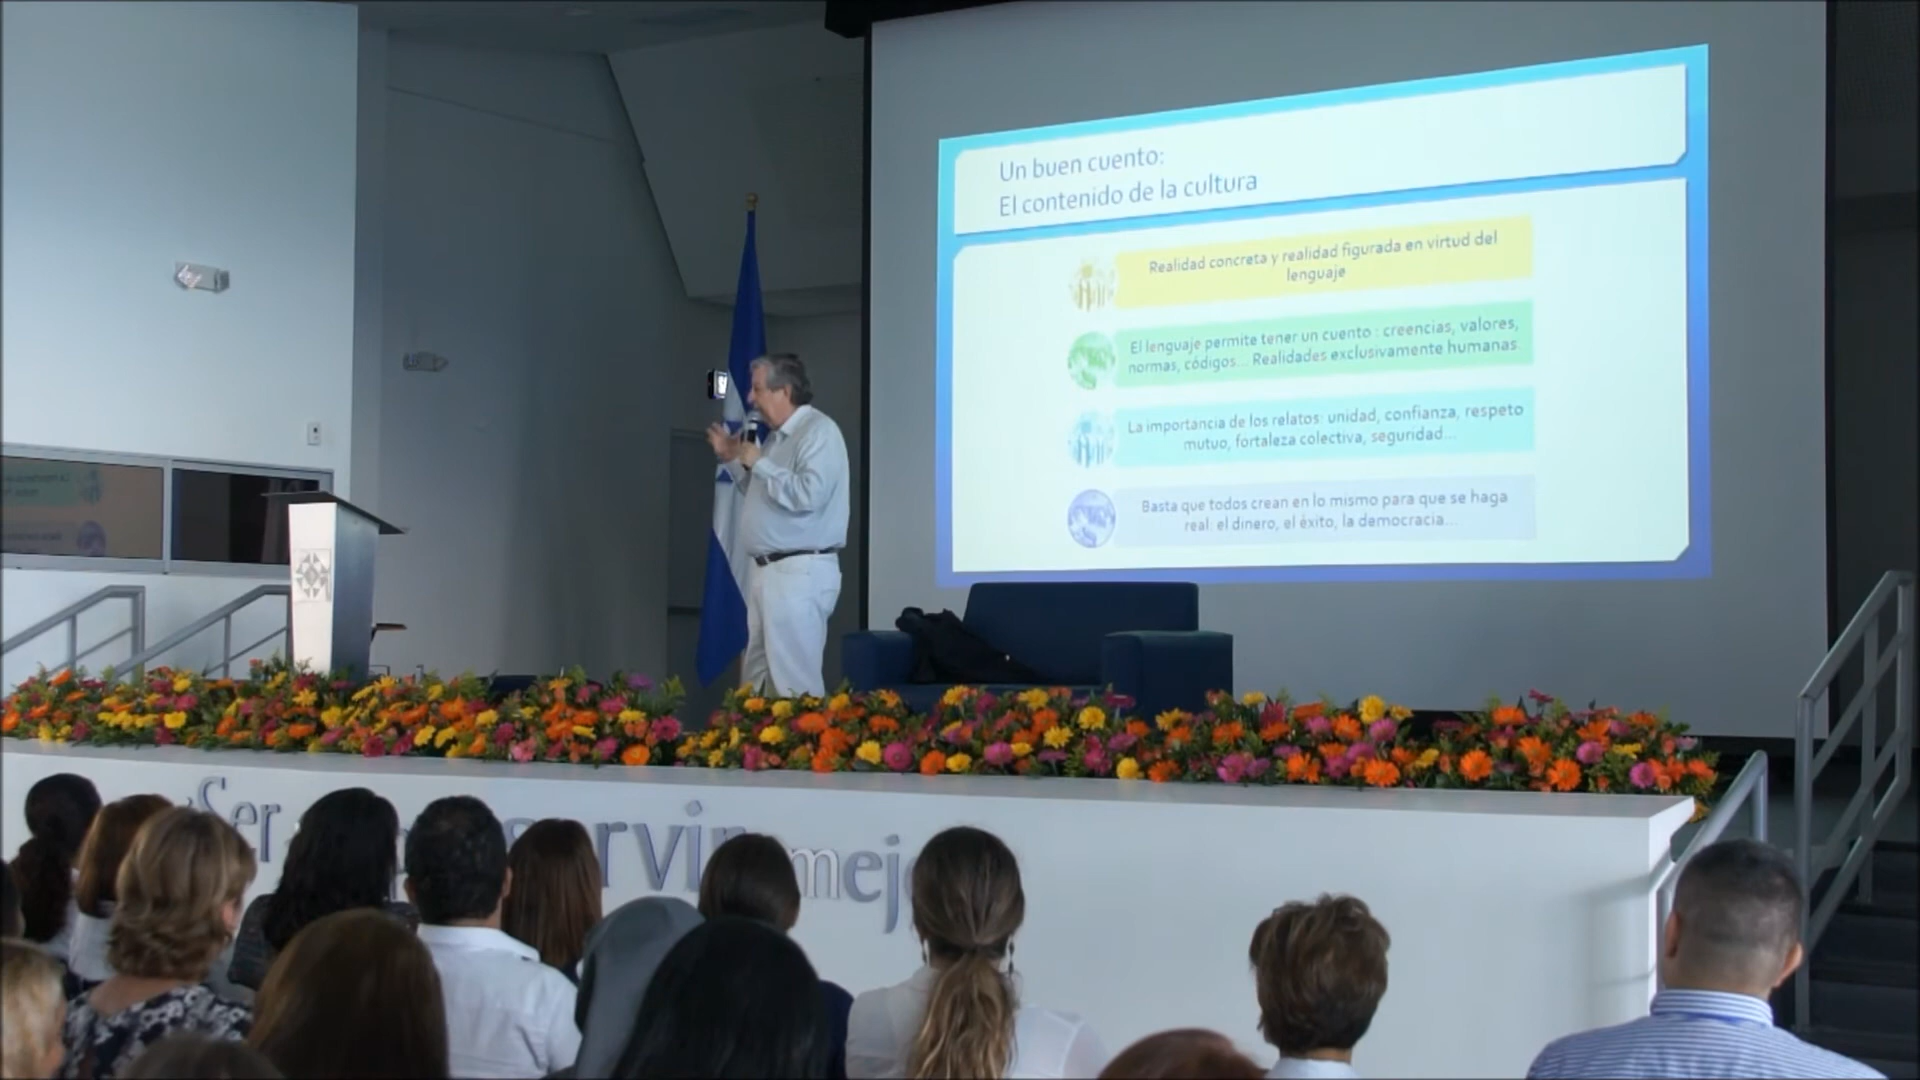 Un buen cuento:
El contenido de la cultura
Realidad concreta y realidad figurada en virtud del
lenguaje
El lenguaje permite tener un cuento : creencias, valores,
normas, códigos... Realidades exclusivamente humanas.
La importancia de los relatos: unidad, confianza, respeto
mutuo, fortaleza colectiva, seguridad...
Basta que todos crean en lo mismo para que se haga
real: el dinero, el éxito, la democracia...
Ser
servir
mej